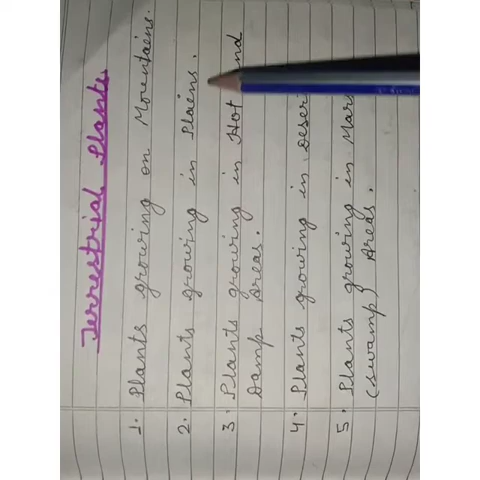 Terrestrial Plants
1. Plants growing on Mountains.
2. Plants growing in Plains.
3. Plants growing in Hot and
Damp Areas.
4. Plants growing in
5. Plants growing in
(swamp) Areas.